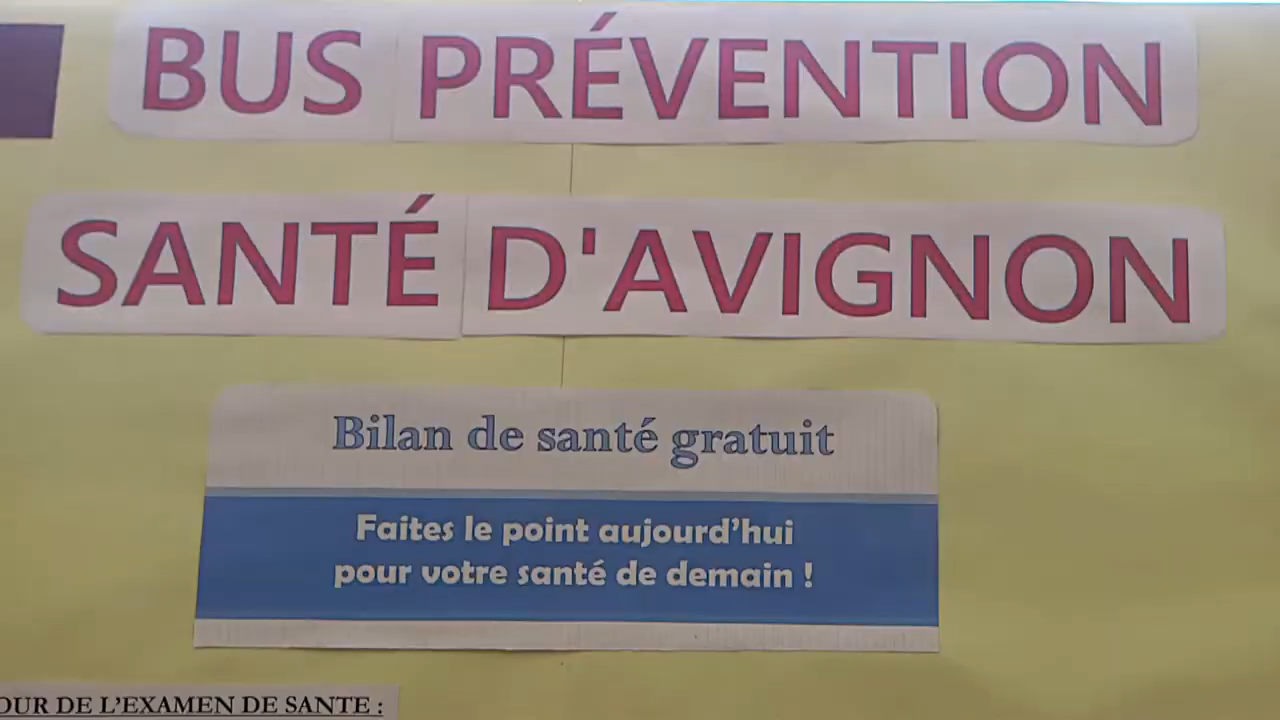 BUS PRÉVENTION
SANTÉ D'AVIGNON
Bilan de santé gratuit
Faites le point aujourd'hui
pour votre santé de demain !
DE L'EXAMEN DE SANTE :